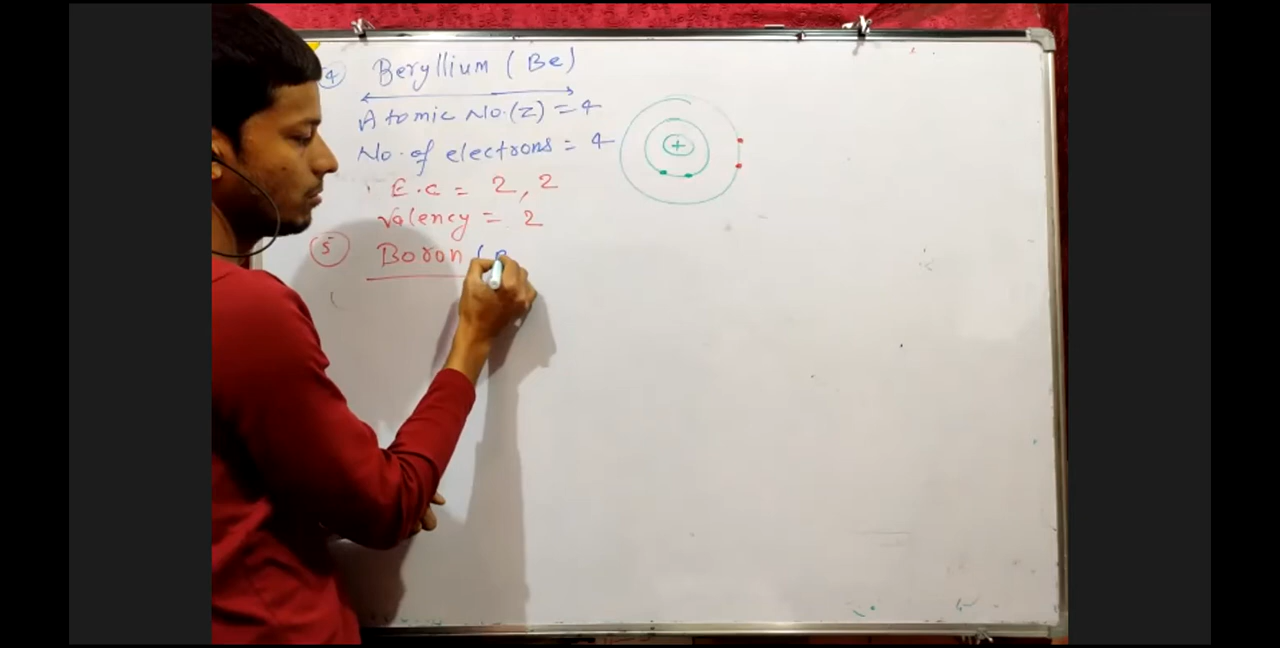 4 Beryllium (Be)
Atomic No.(Z) = 4
No. of electrons = 4
E.C = 2, 2
Valency = 2
5 Boron (
+